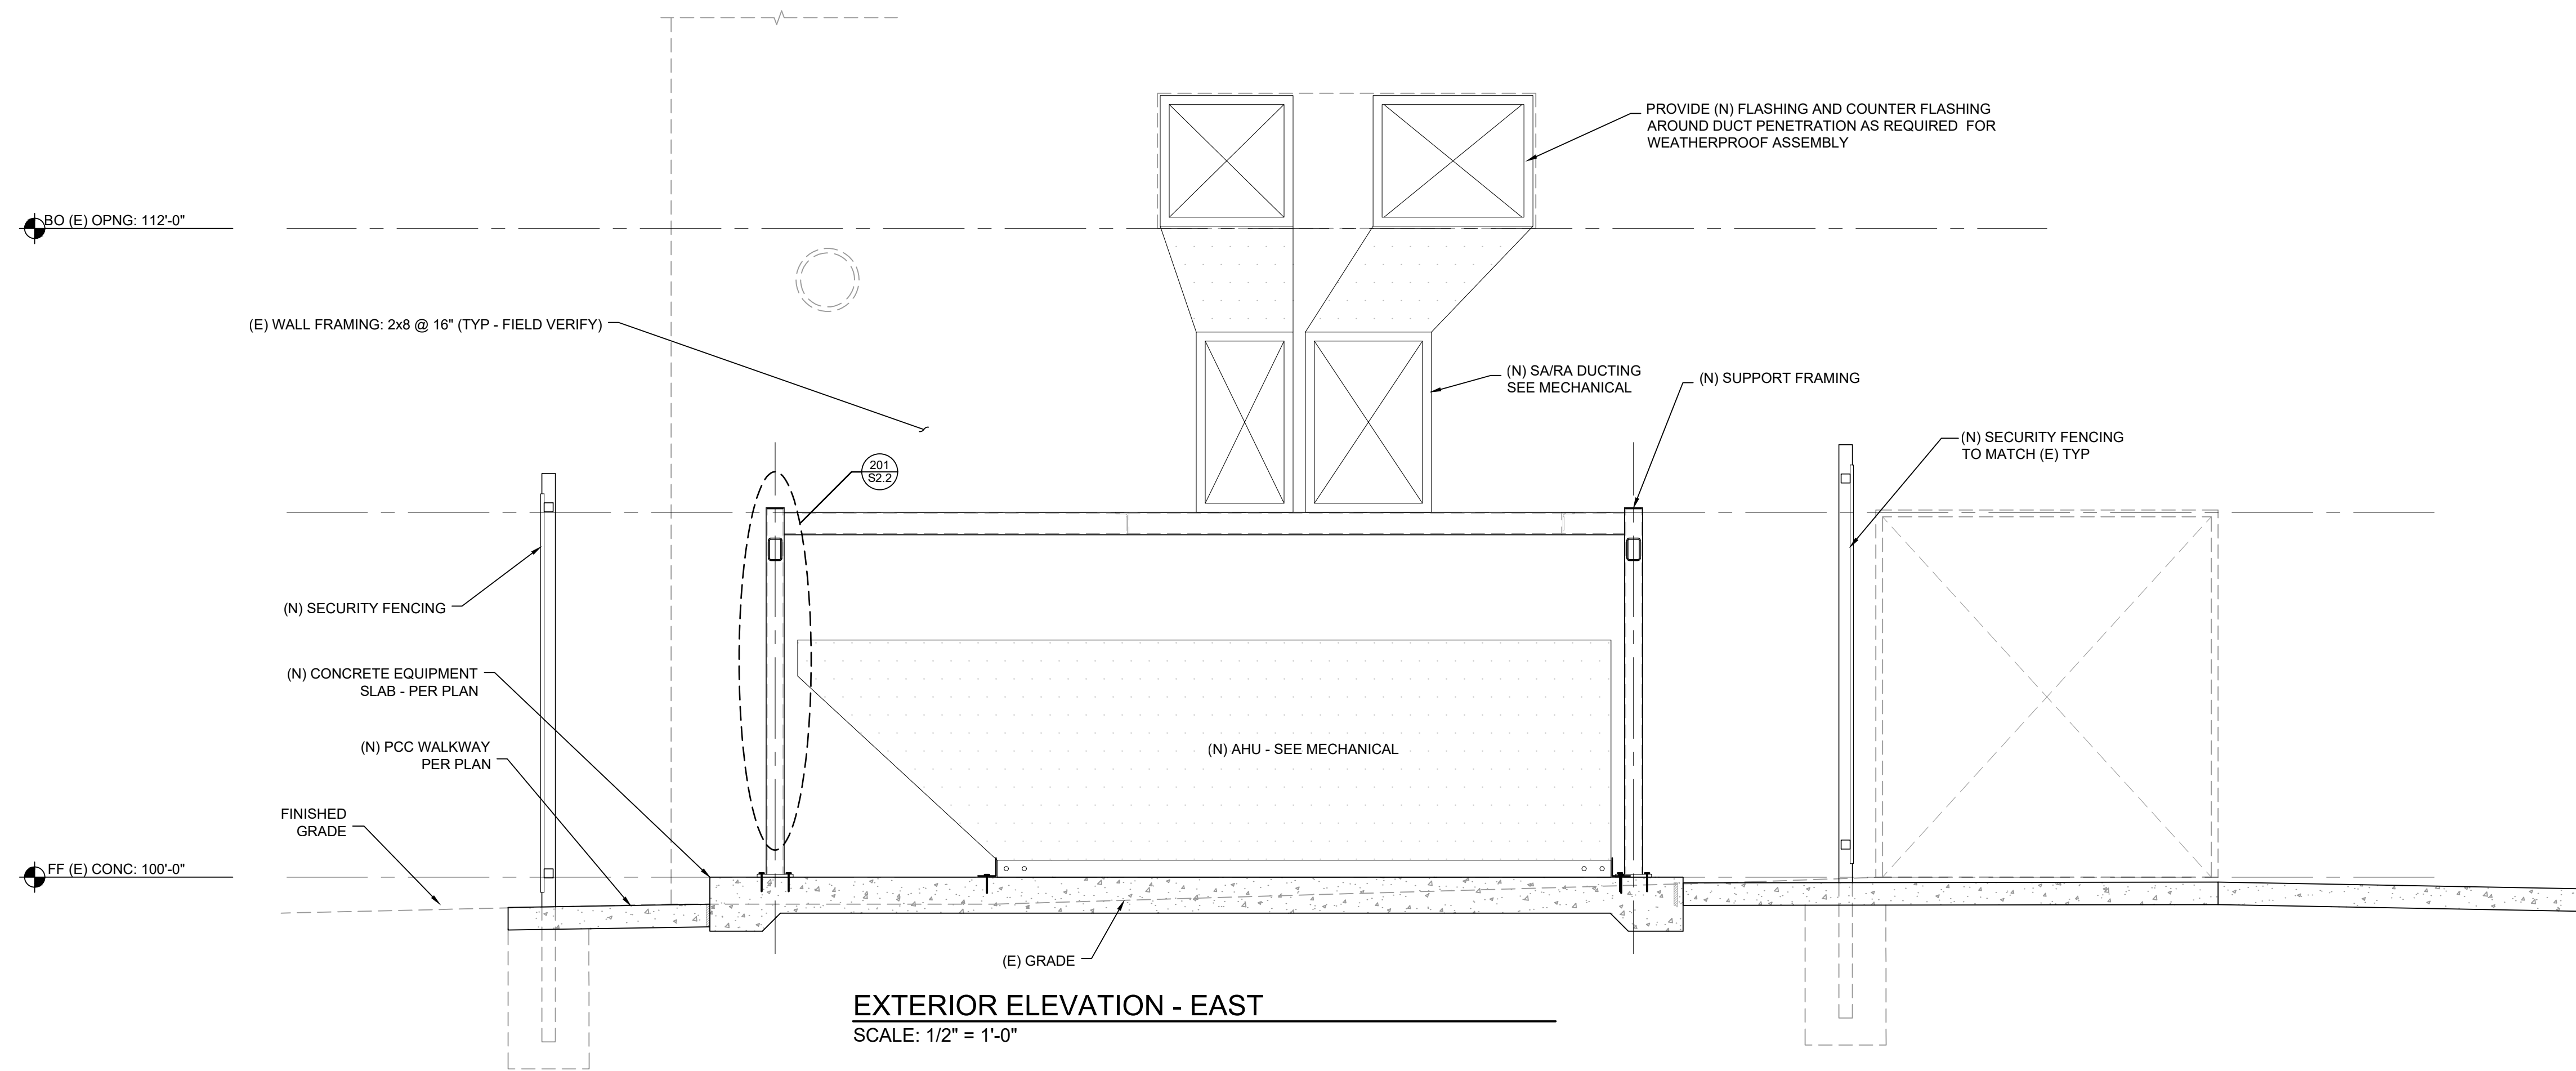 PROVIDE (N) FLASHING AND COUNTER FLASHING
AROUND DUCT PENETRATION AS REQUIRED  FOR
WEATHERPROOF ASSEMBLY
BO (E) OPNG: 112'-0"
(E) WALL FRAMING: 2x8 @ 16" (TYP - FIELD VERIFY)
(N) SA/RA DUCTING
SEE MECHANICAL
(N) SUPPORT FRAMING
(N) SECURITY FENCING
TO MATCH (E) TYP
201
S2.2
(N) SECURITY FENCING
(N) CONCRETE EQUIPMENT
SLAB - PER PLAN
(N) PCC WALKWAY
PER PLAN
(N) AHU - SEE MECHANICAL
FINISHED
GRADE
FF (E) CONC: 100'-0"
(E) GRADE
EXTERIOR ELEVATION - EAST
SCALE: 1/2" = 1'-0"